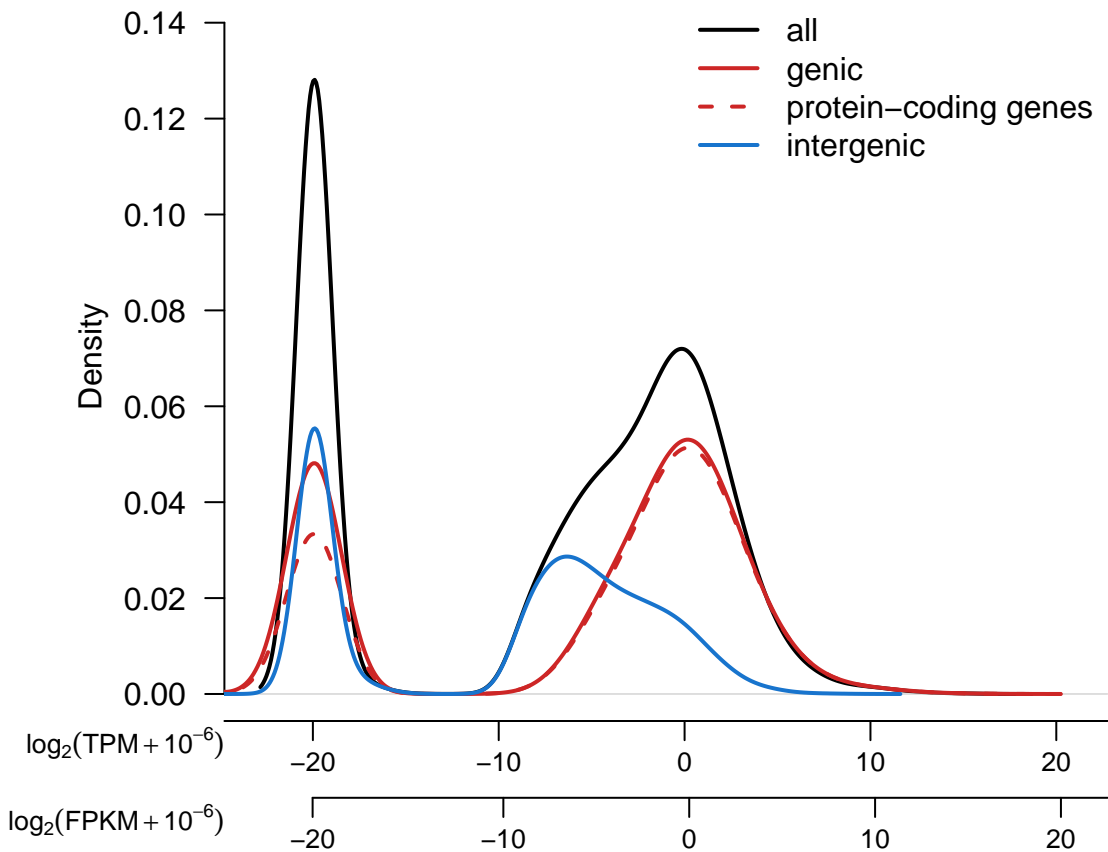 0.14
all
genic
protein−coding genes
intergenic
0.12
0.10
0.08
0.06
0.04
0.02
0.00
Density
log₂(TPM + 10⁻⁶)
−20 −10 0 10 20
log₂(FPKM + 10⁻⁶)
−20 −10 0 10 20